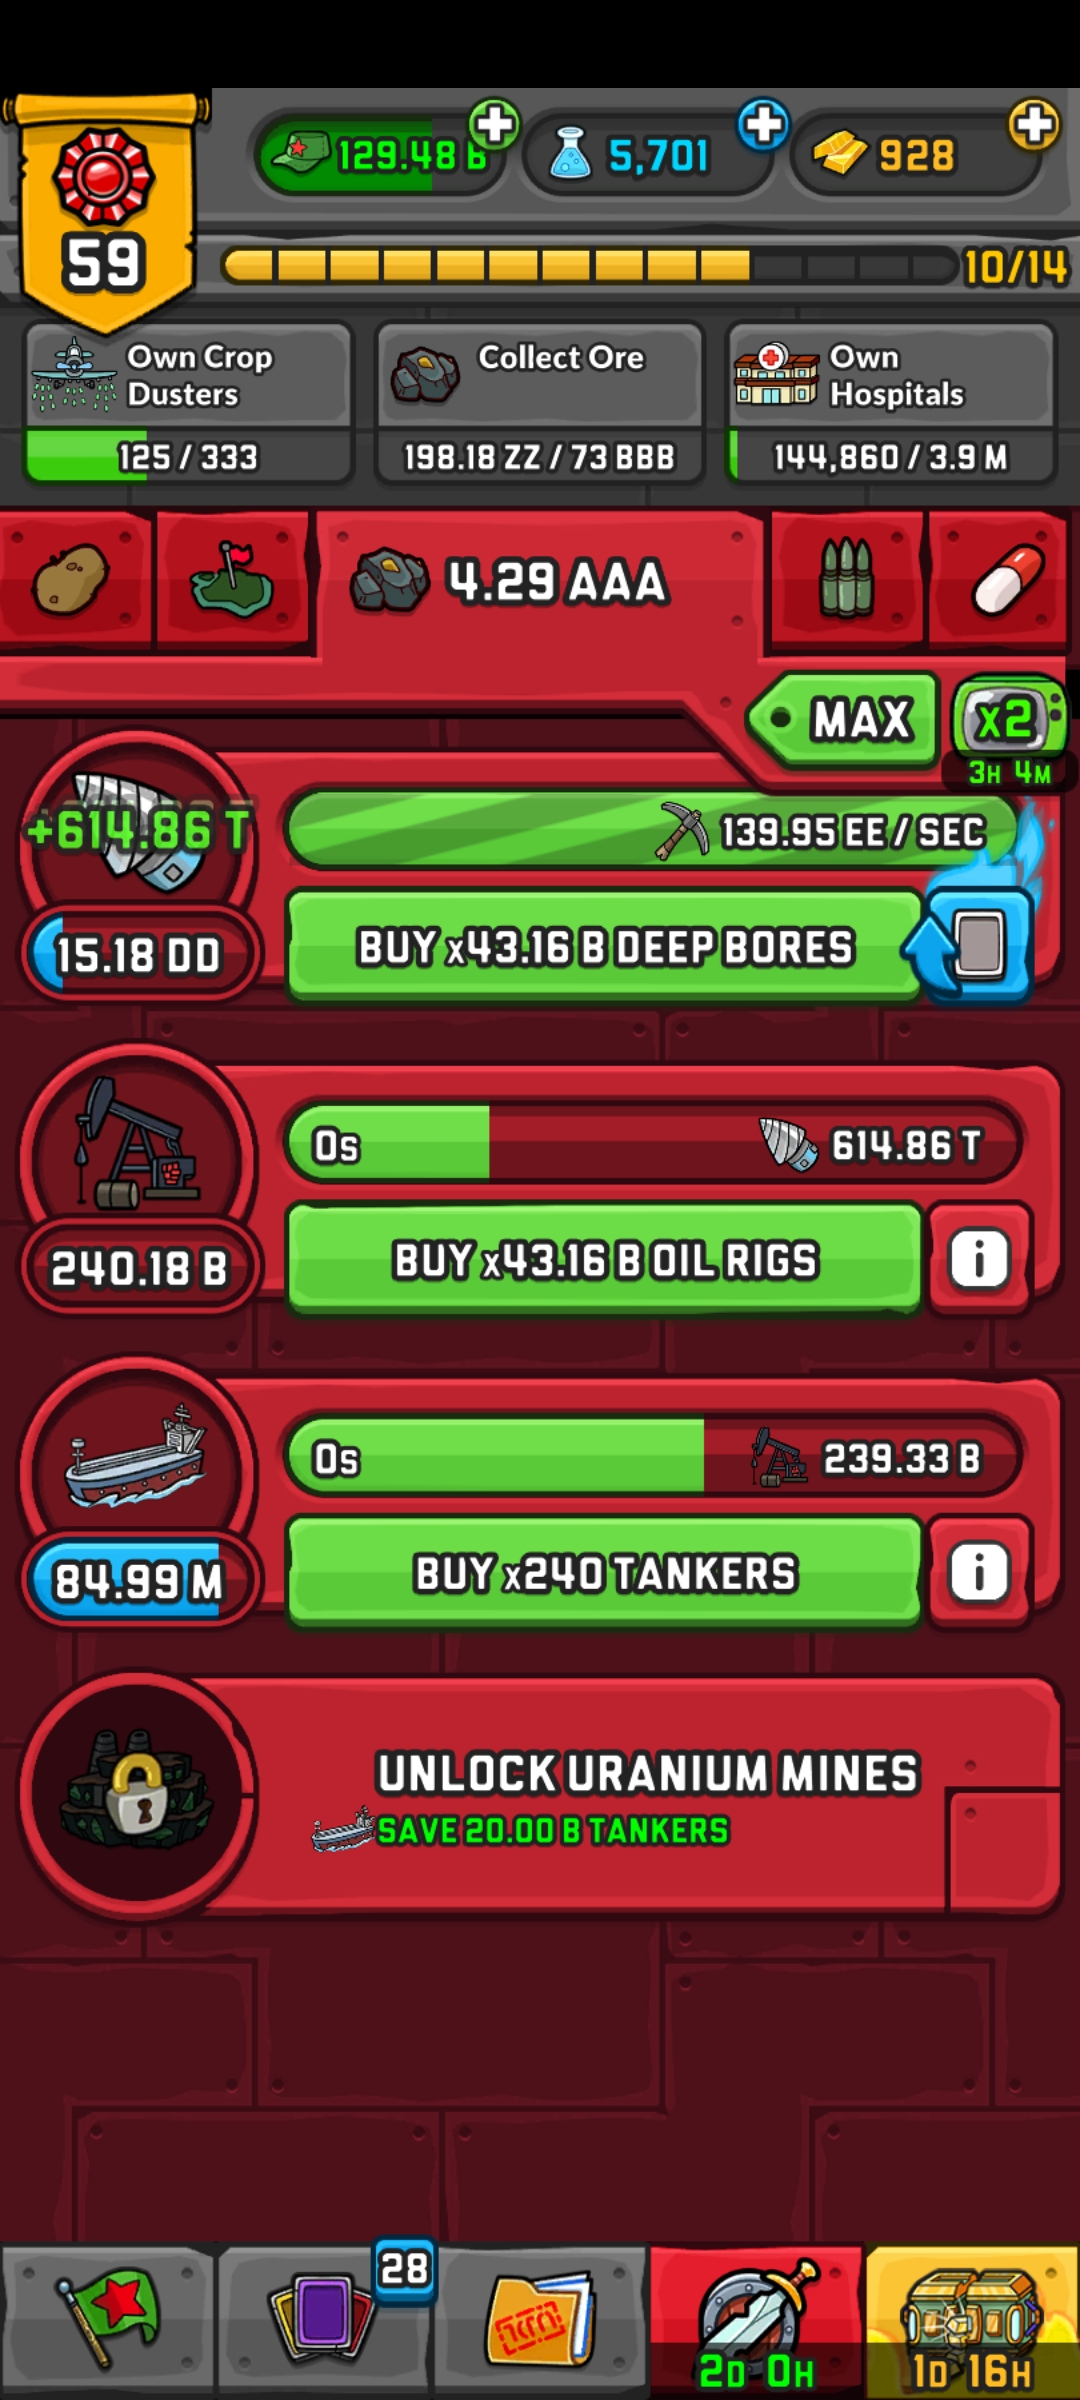 129.48 B
5,701
928
59
10/14
Own Crop
Dusters
125 / 333
Collect Ore
198.18 ZZ / 73 BBB
Own
Hospitals
144,860 / 3.9 M
4.29 AAA
MAX
x2
3H 4M
+614.86 T
139.95 EE / SEC
15.18 DD
BUY x43.16 B DEEP BORES
0s
614.86 T
240.18 B
BUY x43.16 B OIL RIGS
i
0s
239.33 B
84.99 M
BUY x240 TANKERS
i
UNLOCK URANIUM MINES
SAVE 20.00 B TANKERS
28
2D 0H
1D 16H